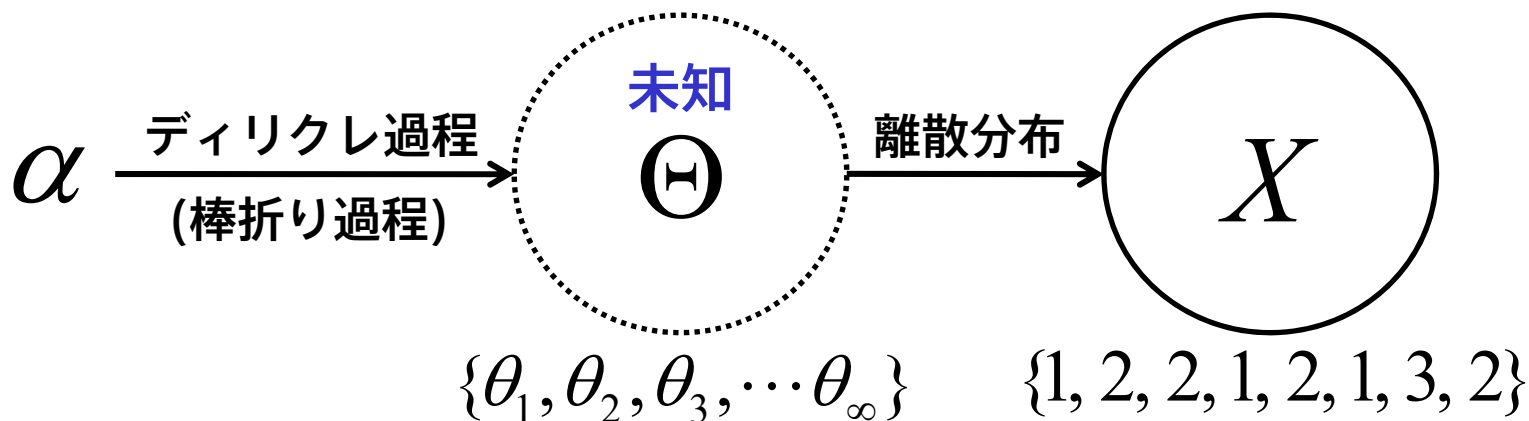 未知
α ディリクレ過程 Θ 離散分布 X
(棒折り過程)
{θ₁, θ₂, θ₃, ⋯ θ∞} {1, 2, 2, 1, 2, 1, 3, 2}